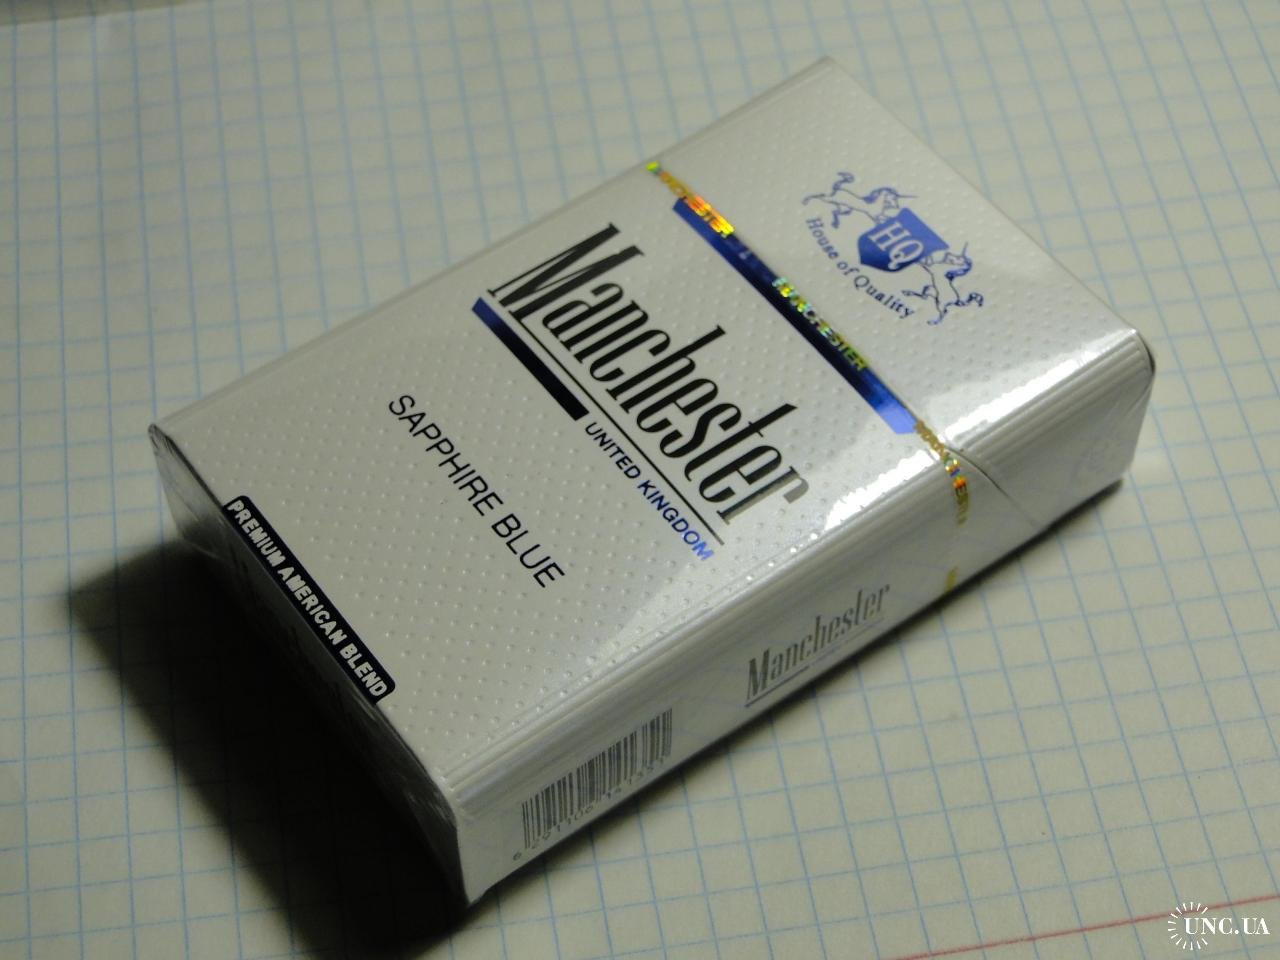 HQ
House of Quality
MANCHESTER
Manchester
UNITED KINGDOM
SAPPHIRE BLUE
PREMIUM AMERICAN BLEND
Manchester
UNC.UA